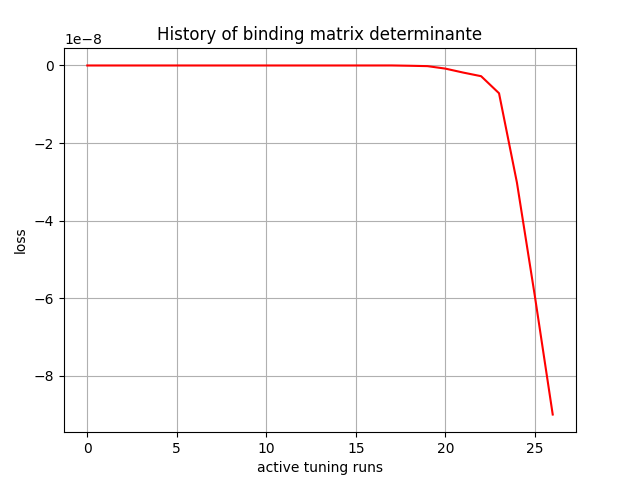 History of binding matrix determinante
1e−8
0
−2
−4
−6
−8
loss
0 5 10 15 20 25
active tuning runs